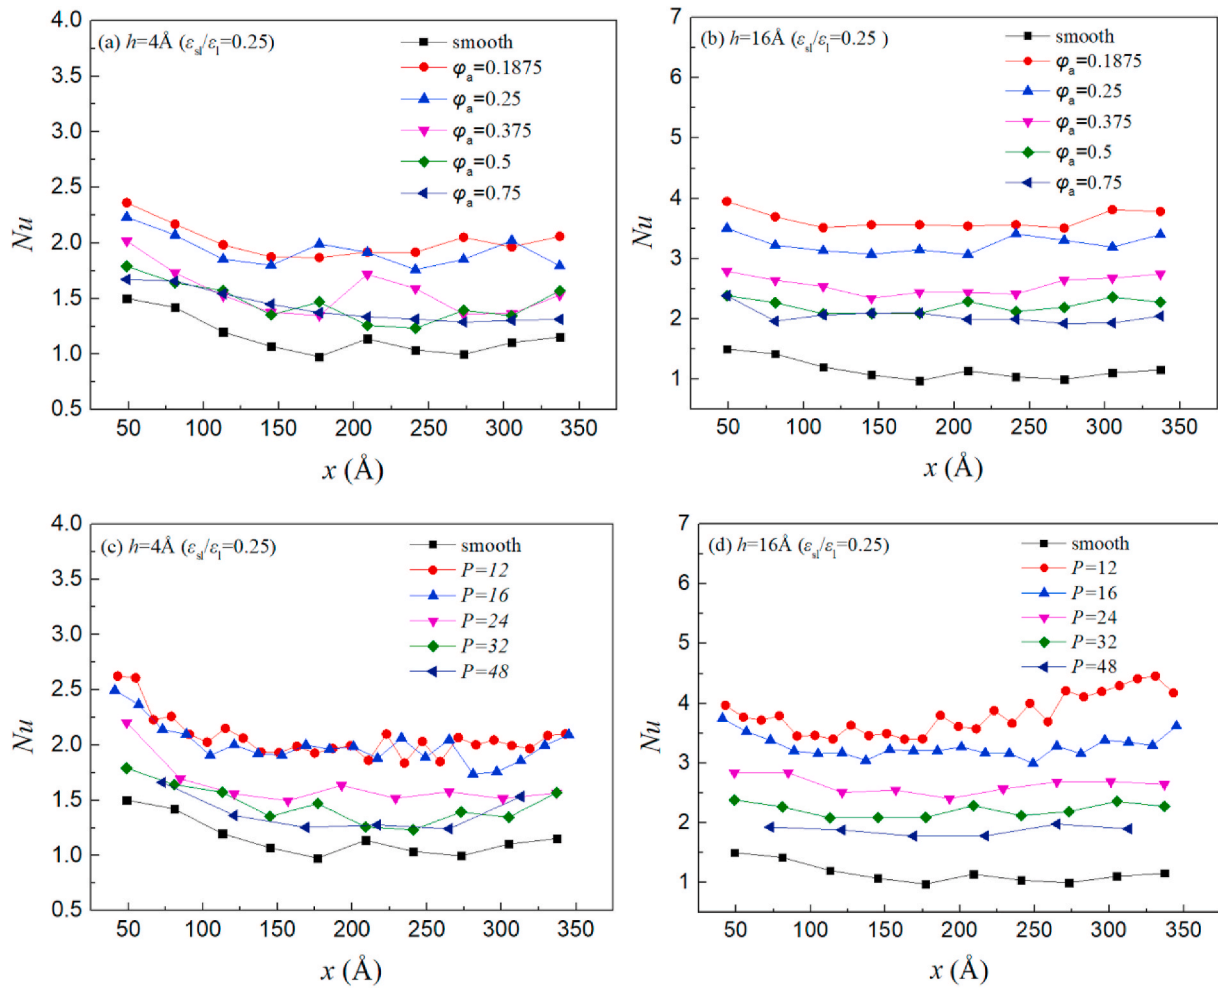 (a) h=4Å (εsl/εl=0.25)
smooth
φa=0.1875
φa=0.25
φa=0.375
φa=0.5
φa=0.75
4.0
3.5
3.0
2.5
2.0
1.5
1.0
0.5
Nu
50 100 150 200 250 300 350
x (Å)
(b) h=16Å (εsl/εl=0.25 )
smooth
φa=0.1875
φa=0.25
φa=0.375
φa=0.5
φa=0.75
7
6
5
4
3
2
1
Nu
50 100 150 200 250 300 350
x (Å)
(c) h=4Å (εsl/εl=0.25)
smooth
P=12
P=16
P=24
P=32
P=48
4.0
3.5
3.0
2.5
2.0
1.5
1.0
0.5
Nu
50 100 150 200 250 300 350
x (Å)
(d) h=16Å (εsl/εl=0.25)
smooth
P=12
P=16
P=24
P=32
P=48
7
6
5
4
3
2
1
Nu
50 100 150 200 250 300 350
x (Å)